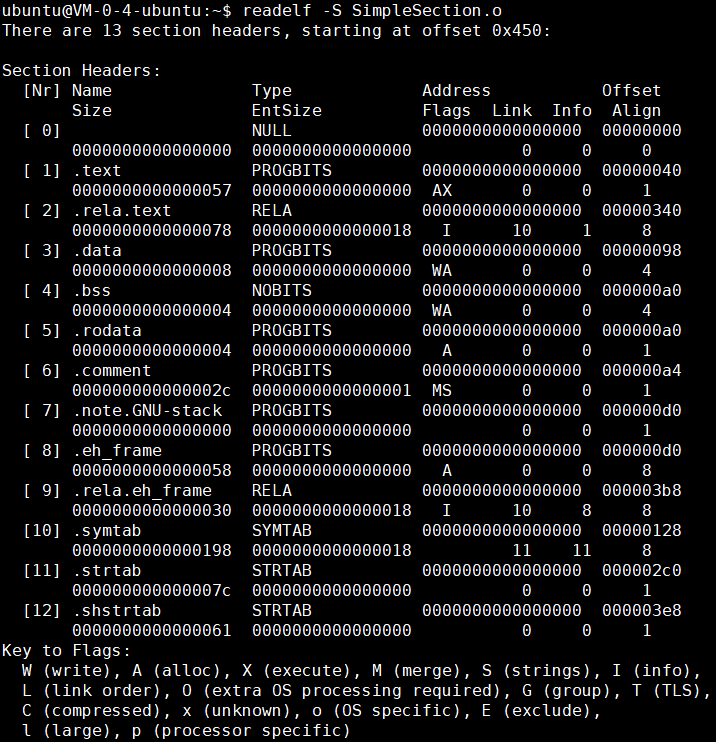 ubuntu@VM-0-4-ubuntu:~$ readelf -S SimpleSection.o
There are 13 section headers, starting at offset 0x450:

Section Headers:
  [Nr] Name              Type             Address           Offset
       Size              EntSize          Flags  Link  Info  Align
  [ 0]                   NULL             0000000000000000  00000000
       0000000000000000  0000000000000000           0     0     0
  [ 1] .text             PROGBITS         0000000000000000  00000040
       0000000000000057  0000000000000000  AX       0     0     1
  [ 2] .rela.text        RELA             0000000000000000  00000340
       0000000000000078  0000000000000018   I      10     1     8
  [ 3] .data             PROGBITS         0000000000000000  00000098
       0000000000000008  0000000000000000  WA       0     0     4
  [ 4] .bss              NOBITS           0000000000000000  000000a0
       0000000000000004  0000000000000000  WA       0     0     4
  [ 5] .rodata           PROGBITS         0000000000000000  000000a0
       0000000000000004  0000000000000000   A       0     0     1
  [ 6] .comment          PROGBITS         0000000000000000  000000a4
       000000000000002c  0000000000000001  MS       0     0     1
  [ 7] .note.GNU-stack   PROGBITS         0000000000000000  000000d0
       0000000000000000  0000000000000000           0     0     1
  [ 8] .eh_frame         PROGBITS         0000000000000000  000000d0
       0000000000000058  0000000000000000   A       0     0     8
  [ 9] .rela.eh_frame    RELA             0000000000000000  000003b8
       0000000000000030  0000000000000018   I      10     8     8
  [10] .symtab           SYMTAB           0000000000000000  00000128
       0000000000000198  0000000000000018          11    11     8
  [11] .strtab           STRTAB           0000000000000000  000002c0
       000000000000007c  0000000000000000           0     0     1
  [12] .shstrtab         STRTAB           0000000000000000  000003e8
       0000000000000061  0000000000000000           0     0     1
Key to Flags:
  W (write), A (alloc), X (execute), M (merge), S (strings), I (info),
  L (link order), O (extra OS processing required), G (group), T (TLS),
  C (compressed), x (unknown), o (OS specific), E (exclude),
  l (large), p (processor specific)